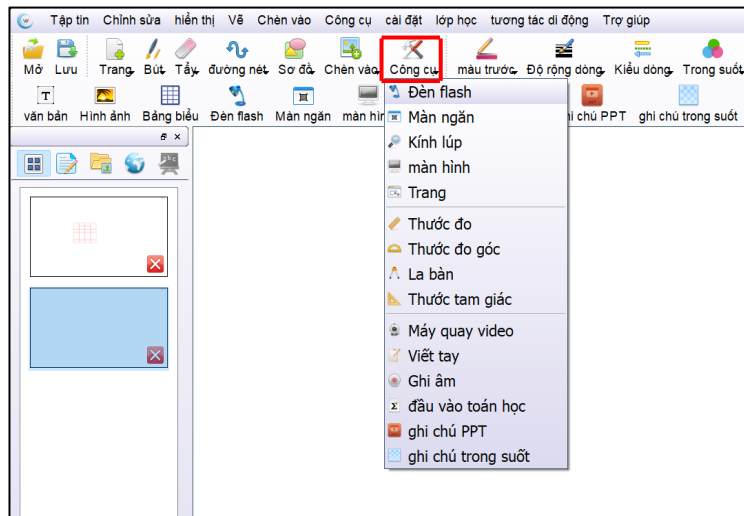 Tập tin Chỉnh sửa hiển thị Vẽ Chèn vào Công cụ cài đặt lớp học tương tác di động Trợ giúp
Mở Lưu Trang Bút Tẩy đường nét Sơ đồ Chèn vào Công cụ màu trước Độ rộng dòng Kiểu dòng Trong suốt
văn bản Hình ảnh Bảng biểu Đèn flash Màn ngăn màn hìn hi chú PPT ghi chú trong suốt
Đèn flash
Màn ngăn
Kính lúp
màn hình
Trang
Thước đo
Thước đo góc
La bàn
Thước tam giác
Máy quay video
Viết tay
Ghi âm
đầu vào toán học
ghi chú PPT
ghi chú trong suốt